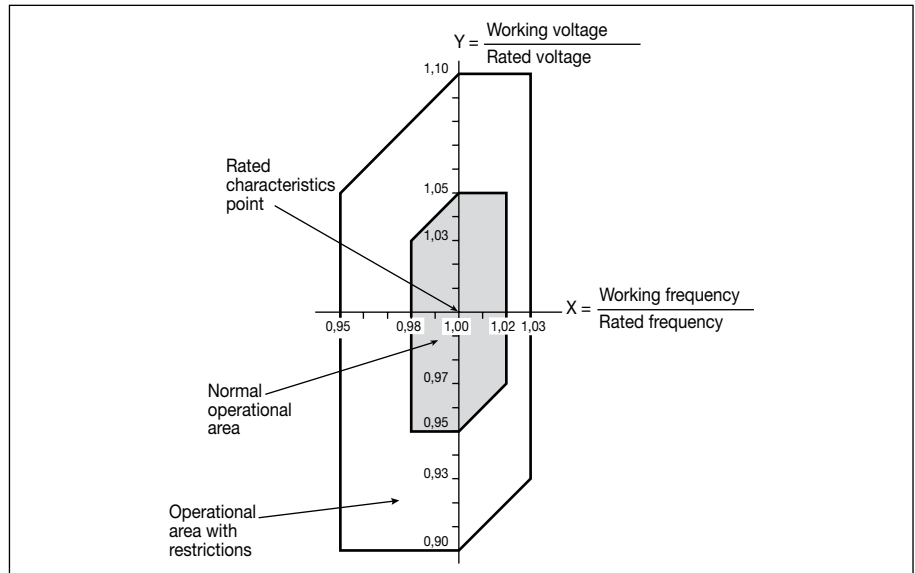 Y = Working voltage
Rated voltage
1,10
Rated
characteristics
point
1,05
1,03
X = Working frequency
Rated frequency
0,95 0,98 1,00 1,02 1,03
0,97
Normal
operational
area
0,95
0,93
Operational
area with
restrictions
0,90